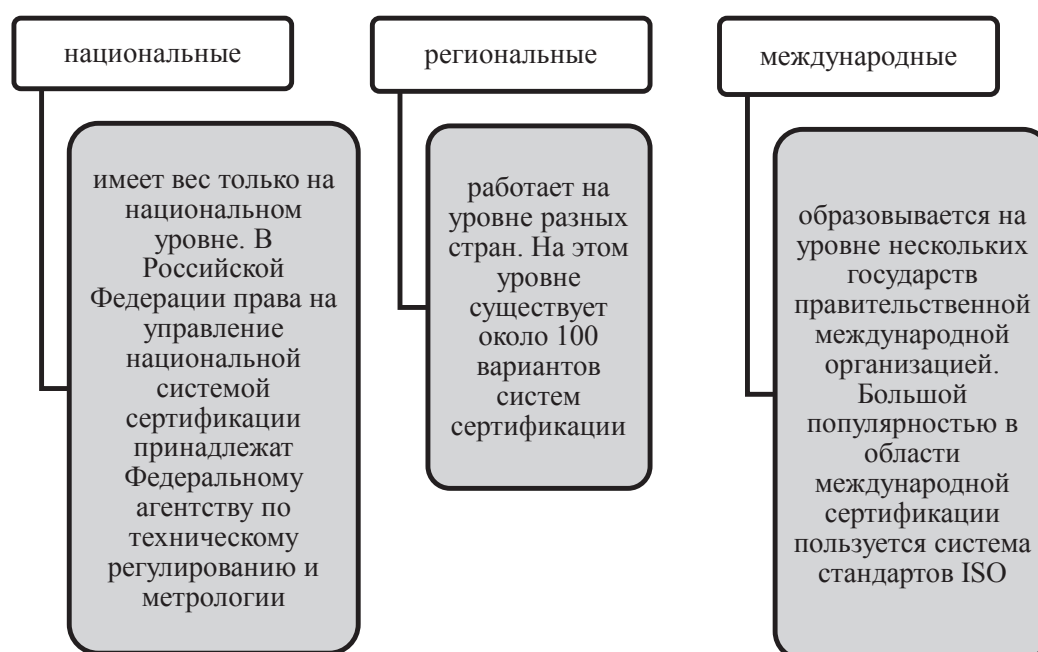 национальные
имеет вес только на
национальном
уровне. В
Российской
Федерации права на
управление
национальной
системой
сертификации
принадлежат
Федеральному
агентству по
техническому
регулированию и
метрологии
региональные
работает на
уровне разных
стран. На этом
уровне
существует
около 100
вариантов
систем
сертификации
международные
образовывается на
уровне нескольких
государств
правительственной
международной
организацией.
Большой
популярностью в
области
международной
сертификации
пользуется система
стандартов ISO